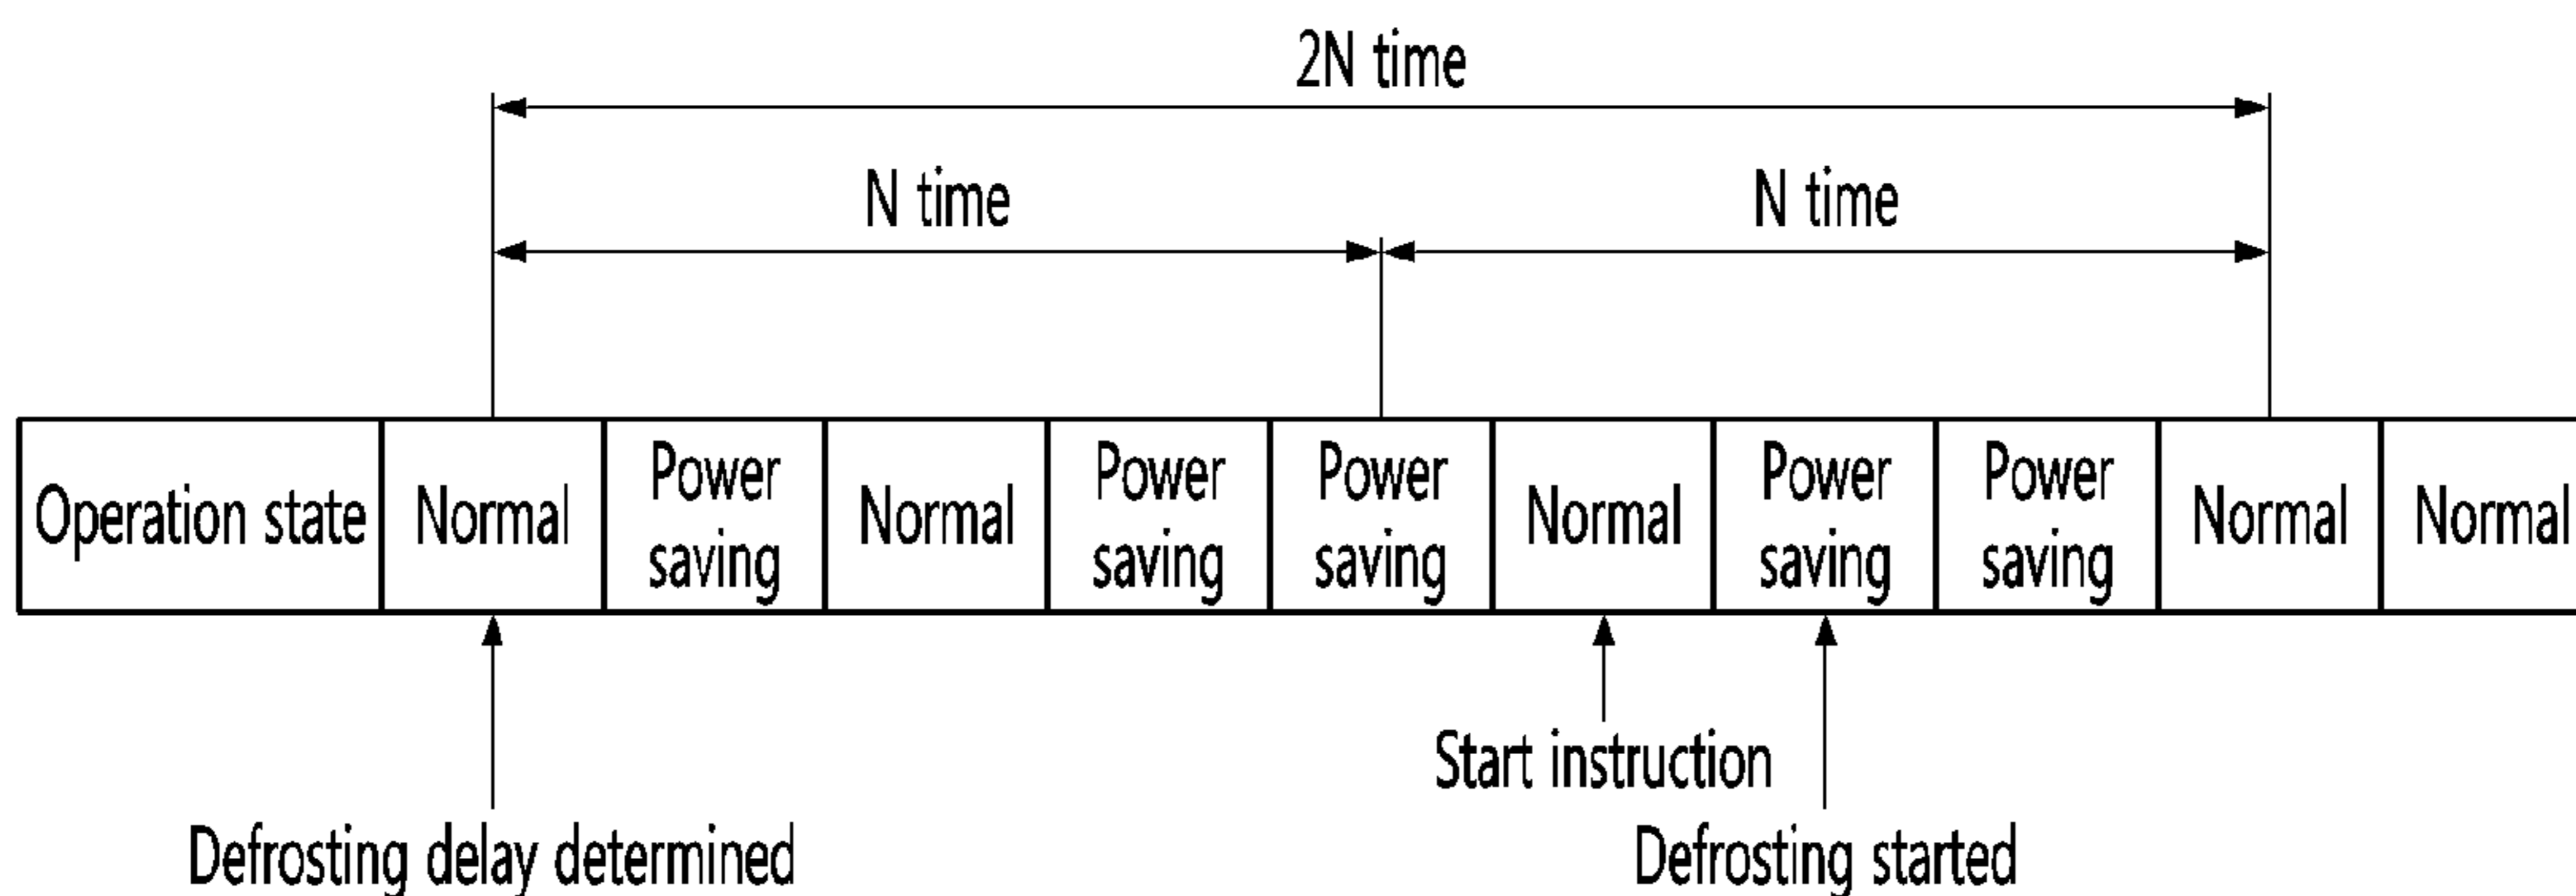 2N time
N time
N time
Operation state
Normal
Power
saving
Normal
Power
saving
Power
saving
Normal
Power
saving
Power
saving
Normal
Normal
Start instruction
Defrosting delay determined
Defrosting started